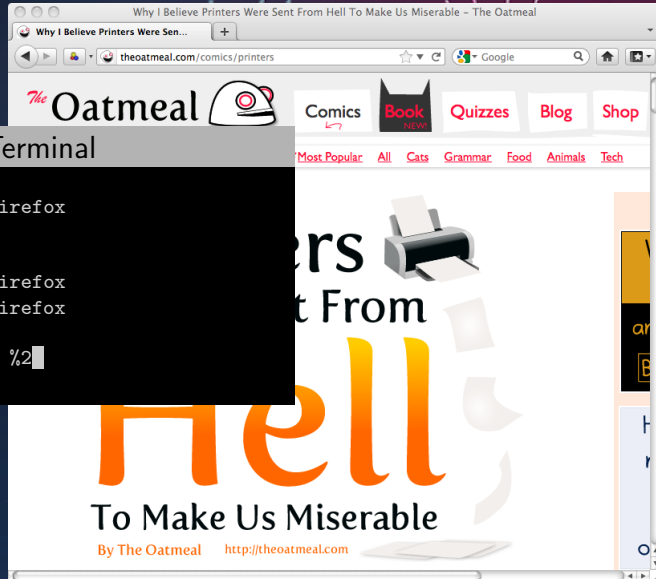 Why I Believe Printers Were Sent From Hell To Make Us Miserable – The Oatmeal
Why I Believe Printers Were Sen...
theoatmeal.com/comics/printers
Google
The Oatmeal
Comics
Book
NEW!
Quizzes
Blog
Shop
Most Popular All Cats Grammar Food Animals Tech
Terminal
irefox
irefox
irefox
%2
ers
t From
Hell
To Make Us Miserable
By The Oatmeal http://theoatmeal.com